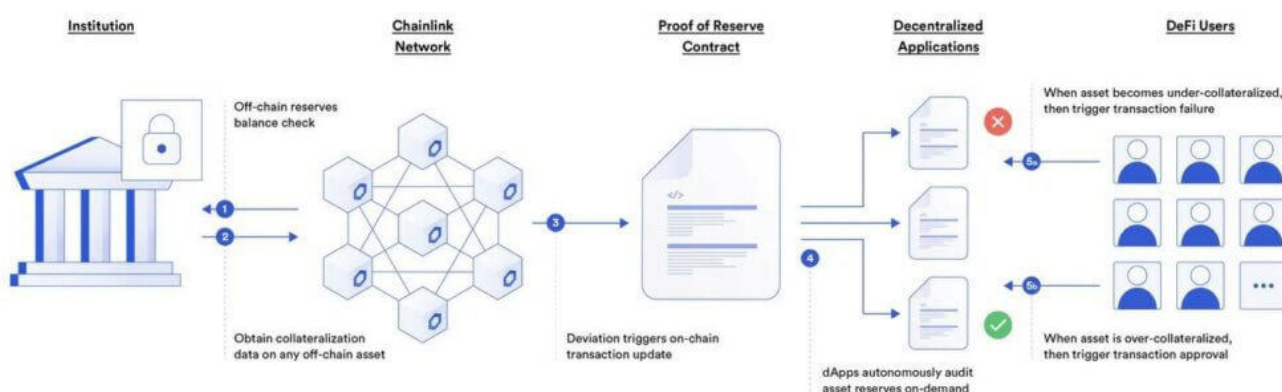 Institution
Chainlink
Network
Proof of Reserve
Contract
Decentralized
Applications
DeFi Users
Off-chain reserves
balance check
1
2
Obtain collateralization
data on any off-chain asset
3
Deviation triggers on-chain
transaction update
</>
4
dApps autonomously audit
asset reserves on-demand
When asset becomes under-collateralized,
then trigger transaction failure
5a
5b
When asset is over-collateralized,
then trigger transaction approval